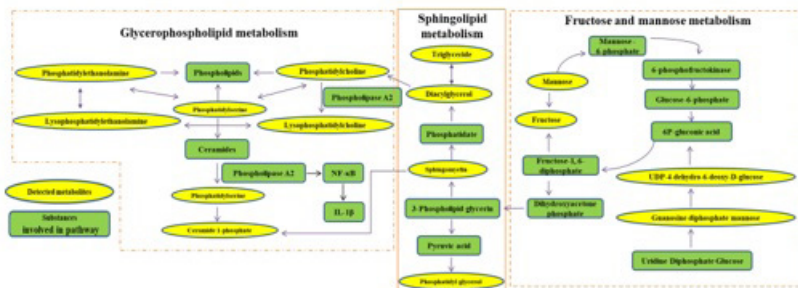 Glycerophospholipid metabolism
Phosphatidylethanolamine
Phospholipids
Phosphatidylcholine
Phospholipase A2
Phosphatidylserine
Lysophosphatidylethanolamine
Lysophosphatidylcholine
Ceramides
Phospholipase A2
NF-κB
Phosphatidylserine
IL-1β
Ceramide 1-phosphate
Detected metabolites
Substances
involved in pathway
Sphingolipid
metabolism
Triglyceride
Diacylglycerol
Phosphatidate
Sphingomyelin
3-Phospholipid glycerin
Pyruvic acid
Phosphatidyl glycerol
Fructose and mannose metabolism
Mannose -
6-phosphate
6-phosphofructokinase
Mannose
Glucose-6-phosphate
Fructose
6P-gluconic acid
Fructose-1, 6-
diphosphate
UDP-4-dehydro-6-deoxy-D-glucose
Dihydroxyacetone
phosphate
Guanosine diphosphate mannose
Uridine Diphosphate-Glucose